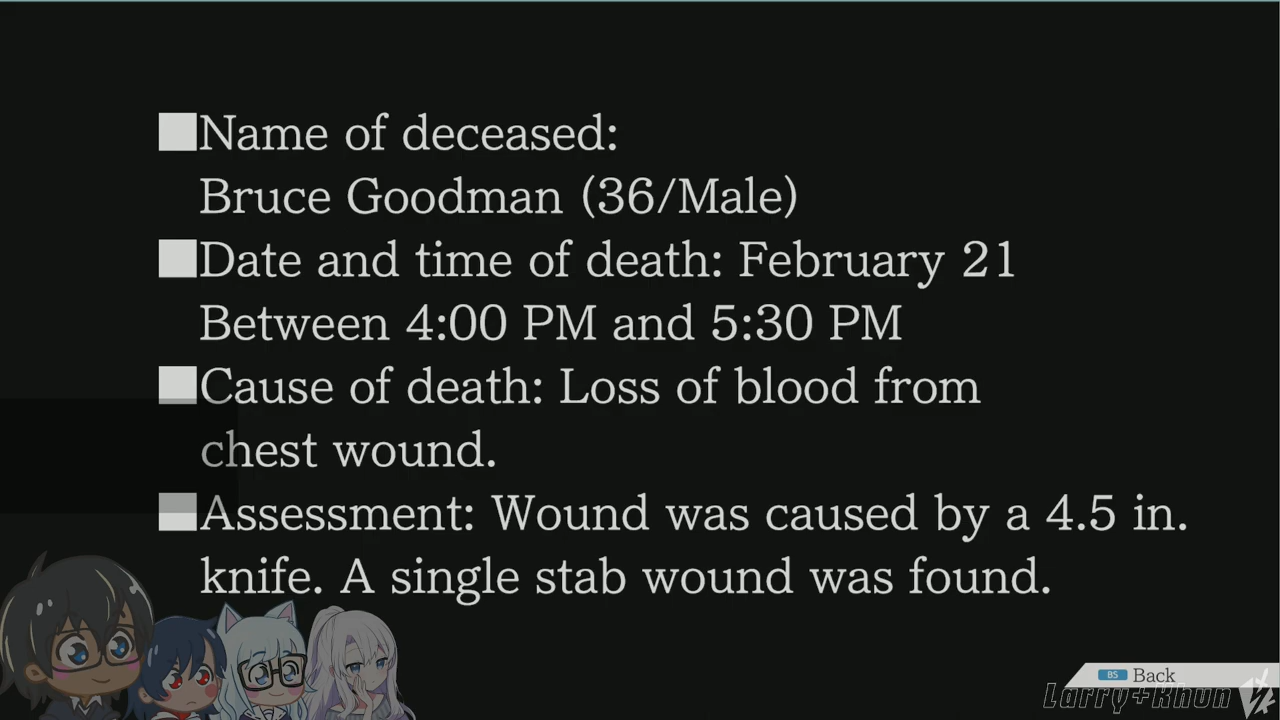 Name of deceased:
Bruce Goodman (36/Male)
Date and time of death: February 21
Between 4:00 PM and 5:30 PM
Cause of death: Loss of blood from
chest wound.
Assessment: Wound was caused by a 4.5 in.
knife. A single stab wound was found.
BS Back
Larry+Khun